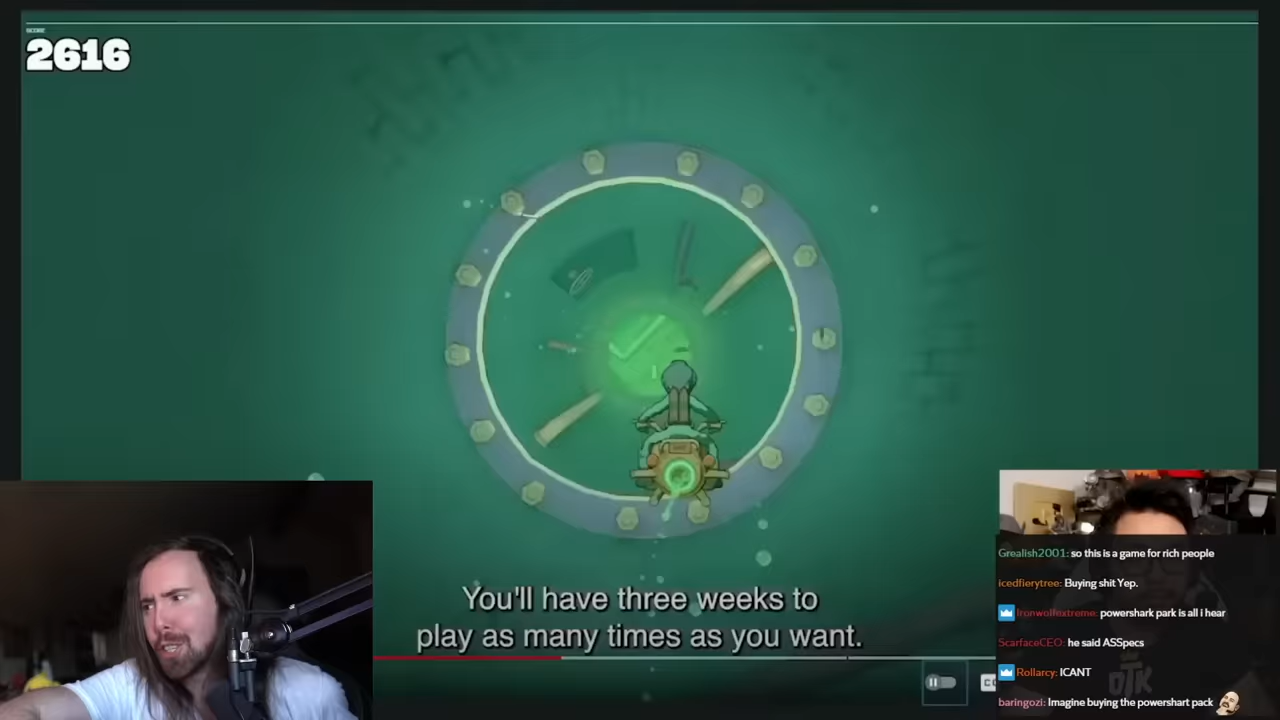 SCORE
2616
You'll have three weeks to
play as many times as you want.
Grealish2001: so this is a game for rich people
icedfierytree: Buying shit Yep.
Ironwolfextreme: powershark park is all i hear
ScarfaceCEO: he said ASSpecs
Rollarcy: ICANT
baringozi: Imagine buying the powershart pack
OTK